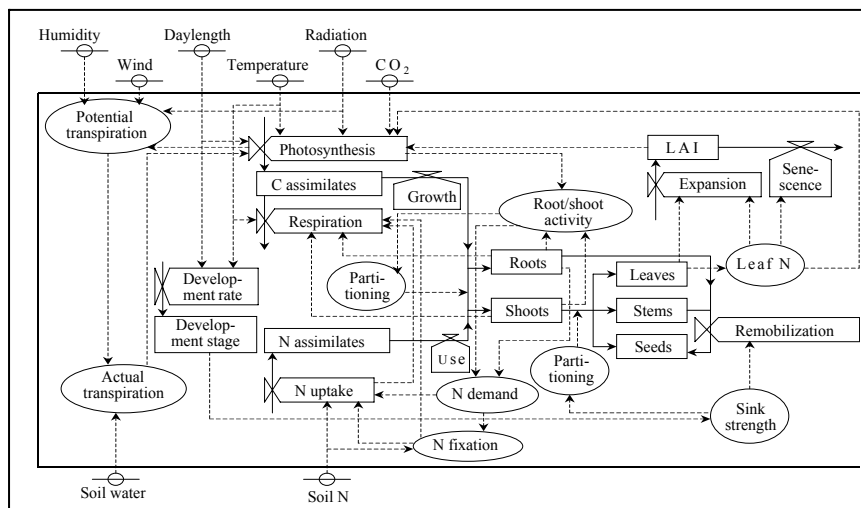 Humidity
Daylength
Radiation
Wind
Temperature
CO2
Potential
transpiration
Photosynthesis
LAI
C assimilates
Growth
Expansion
Sene-
scence
Respiration
Root/shoot
activity
Roots
Leaf N
Leaves
Parti-
tioning
Develop-
ment rate
Shoots
Stems
Develop-
ment stage
N assimilates
Use
Seeds
Remobilization
Parti-
tioning
Actual
transpiration
N uptake
N demand
Sink
strength
N fixation
Soil water
Soil N